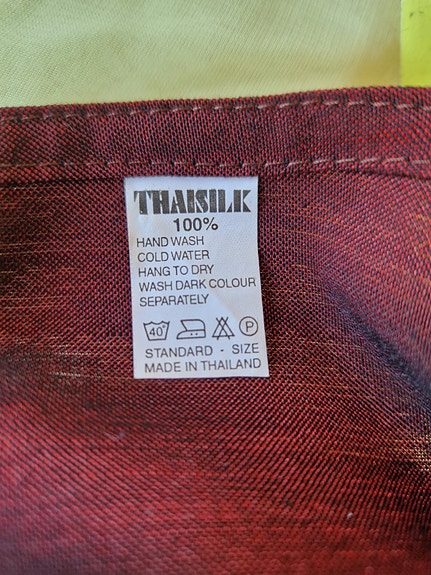 THAISILK
100%
HAND WASH
COLD WATER
HANG TO DRY
WASH DARK COLOUR
SEPARATELY
40° P
STANDARD - SIZE
MADE IN THAILAND